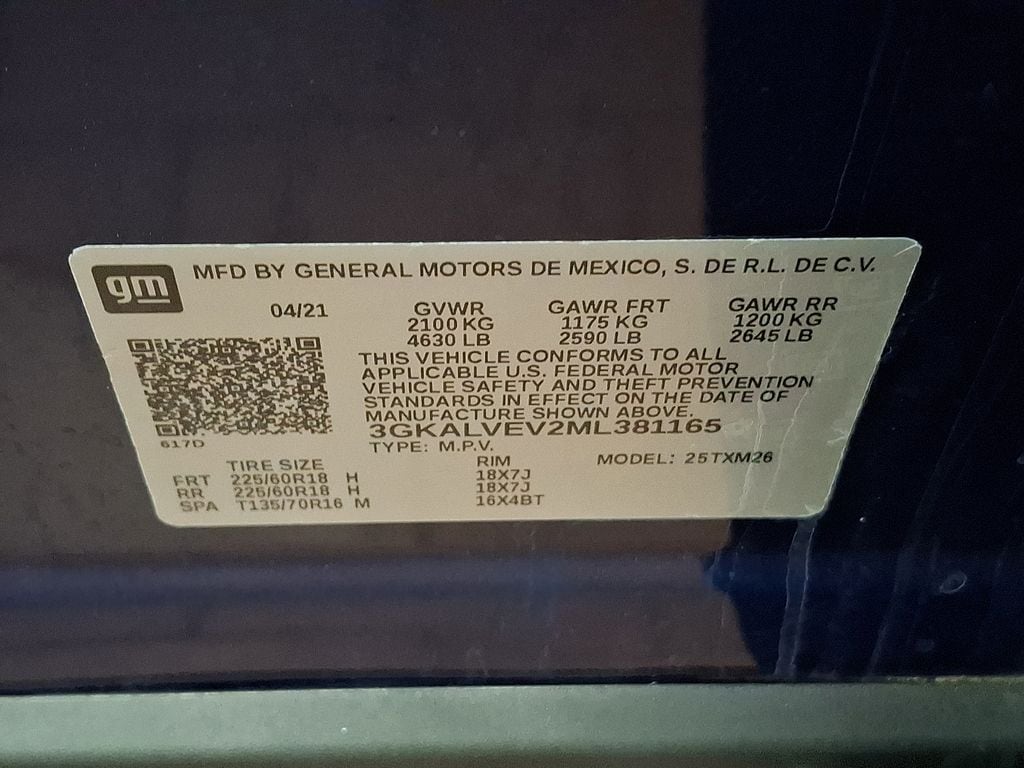 gm
MFD BY GENERAL MOTORS DE MEXICO, S. DE R.L. DE C.V.
04/21 GVWR GAWR FRT GAWR RR
2100 KG 1175 KG 1200 KG
4630 LB 2590 LB 2645 LB
THIS VEHICLE CONFORMS TO ALL
APPLICABLE U.S. FEDERAL MOTOR
VEHICLE SAFETY AND THEFT PREVENTION
STANDARDS IN EFFECT ON THE DATE OF
MANUFACTURE SHOWN ABOVE.
3GKALVEV2ML381165
617D
TYPE: M.P.V.
TIRE SIZE RIM MODEL: 25TXM26
FRT 225/60R18 H 18X7J
RR 225/60R18 H 18X7J
SPA T135/70R16 M 16X4BT